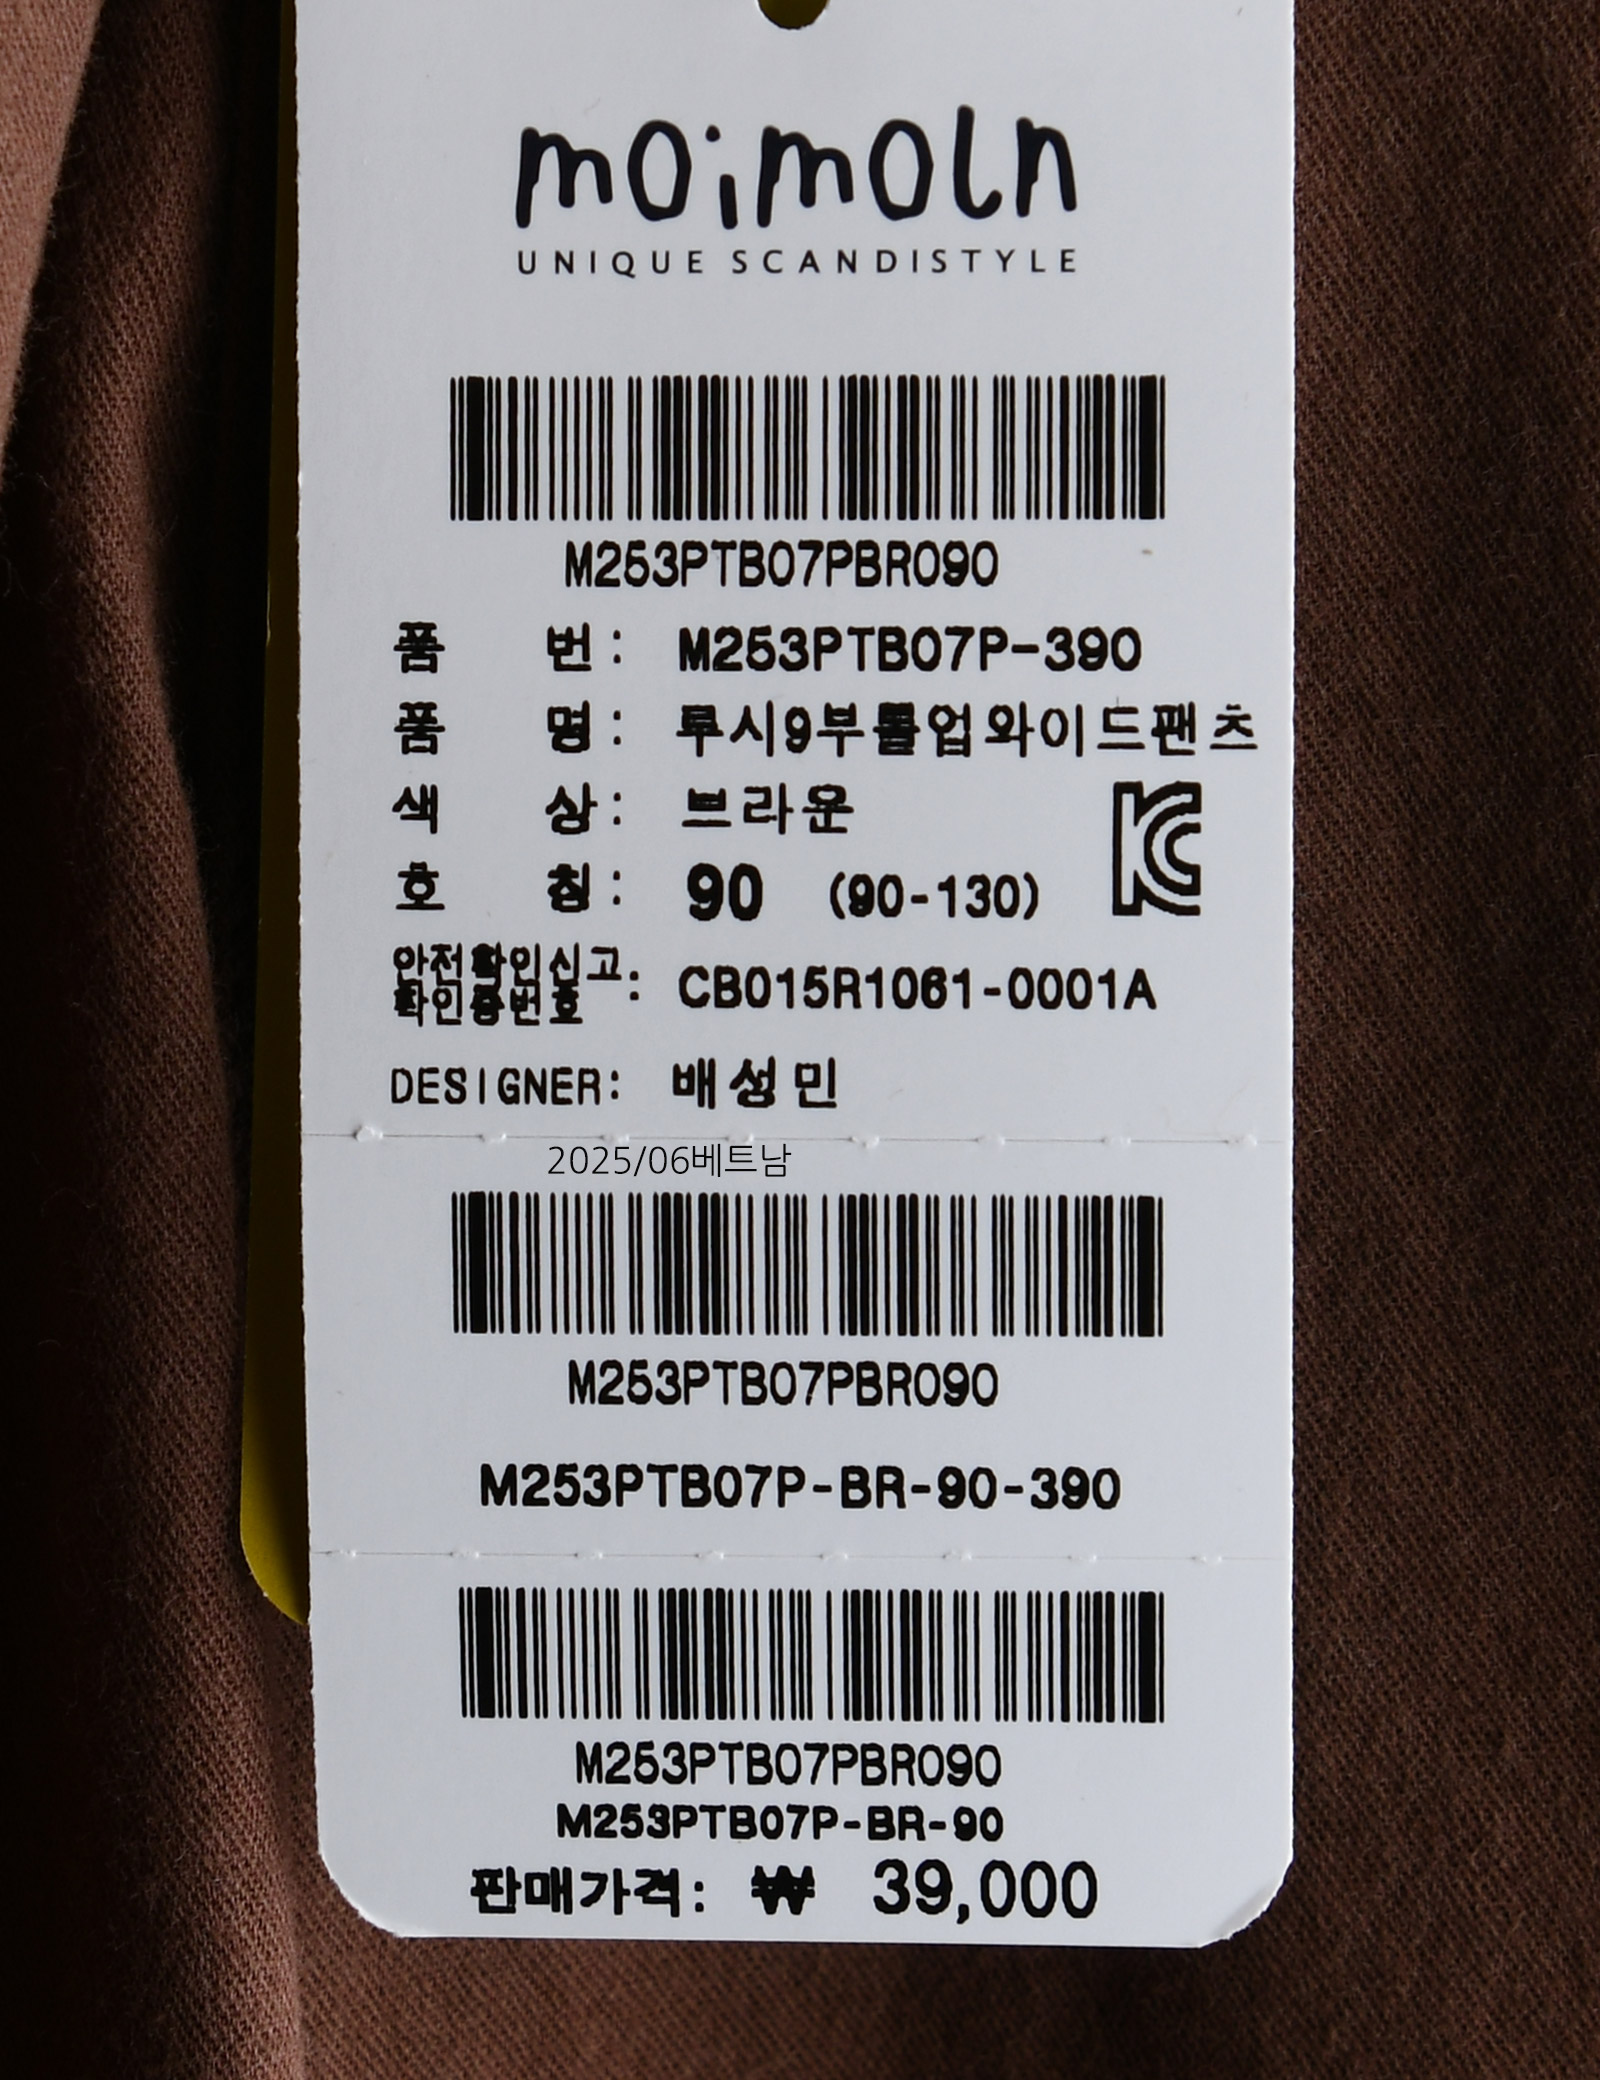 moimoln
UNIQUE SCANDISTYLE
M253PTB07PBR090
품 번: M253PTB07P-390
품 명: 루시9부롤업와이드팬츠
색 상: 브라운
호 칭: 90 (90-130)
안전확인신고
확인증번호: CB015R1061-0001A
DESIGNER: 배성민
2025/06베트남
M253PTB07PBR090
M253PTB07P-BR-90-390
M253PTB07PBR090
M253PTB07P-BR-90
판매가격: ₩ 39,000